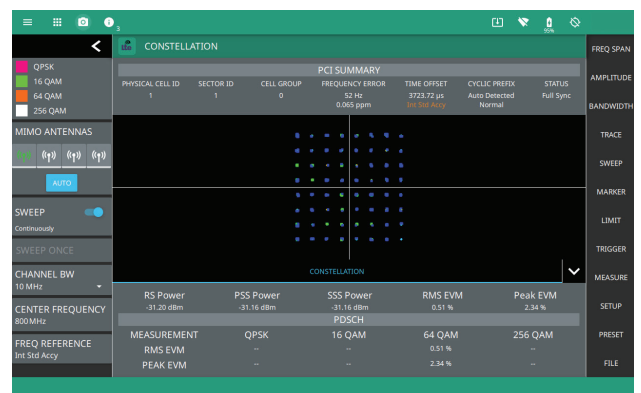 3
95%
CONSTELLATION
QPSK
16 QAM
64 QAM
256 QAM
MIMO ANTENNAS
AUTO
SWEEP
Continuously
SWEEP ONCE
CHANNEL BW
10 MHz
CENTER FREQUENCY
800 MHz
FREQ REFERENCE
Int Std Accy
PCI SUMMARY
PHYSICAL CELL ID SECTOR ID CELL GROUP FREQUENCY ERROR TIME OFFSET CYCLIC PREFIX STATUS
1 1 0 52 Hz 3723.72 µs Auto Detected Full Sync
0.065 ppm Int Std Accy Normal
CONSTELLATION
RS Power PSS Power SSS Power RMS EVM Peak EVM
-31.20 dBm -31.16 dBm -31.16 dBm 0.51 % 2.34 %
PDSCH
MEASUREMENT QPSK 16 QAM 64 QAM 256 QAM
RMS EVM -- -- 0.51 % --
PEAK EVM -- -- 2.34 % --
FREQ SPAN
AMPLITUDE
BANDWIDTH
TRACE
SWEEP
MARKER
LIMIT
TRIGGER
MEASURE
SETUP
PRESET
FILE